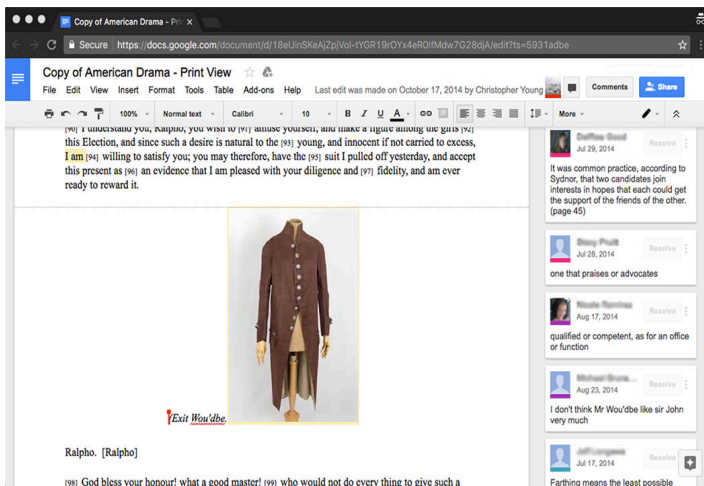 Copy of American Drama - Prin
Secure https://docs.google.com/document/d/18eUinSKeAjZpjVoI-tYGR19rOYx4eR0IfMdw7G28djA/edit?ts=5931adbe
Copy of American Drama - Print View
File Edit View Insert Format Tools Table Add-ons Help Last edit was made on October 17, 2014 by Christopher Young
Comments
Share
100% Normal text Calibri 10 B I U A More
[90] I understand you, Ralpho, you wish to [91] amuse yourself, and make a figure among the girls [92]
this Election, and since such a desire is natural to the [93] young, and innocent if not carried to excess,
I am [94] willing to satisfy you; you may therefore, have the [95] suit I pulled off yesterday, and accept
this present as [96] an evidence that I am pleased with your diligence and [97] fidelity, and am ever
ready to reward it.
[Exit Wou'dbe.
Ralpho. [Ralpho]
[98] God bless your honour! what a good master! [99] who would not do every thing to give such a
Resolve
Jul 29, 2014
It was common practice, according to
Sydnor, that two candidates join
interests in hopes that each could get
the support of the friends of the other.
(page 45)
Resolve
Jul 28, 2014
one that praises or advocates
Resolve
Aug 17, 2014
qualified or competent, as for an office
or function
Resolve
Aug 23, 2014
I don't think Mr Wou'dbe like sir John
very much
Resolve
Jul 17, 2014
Farthing means the least possible